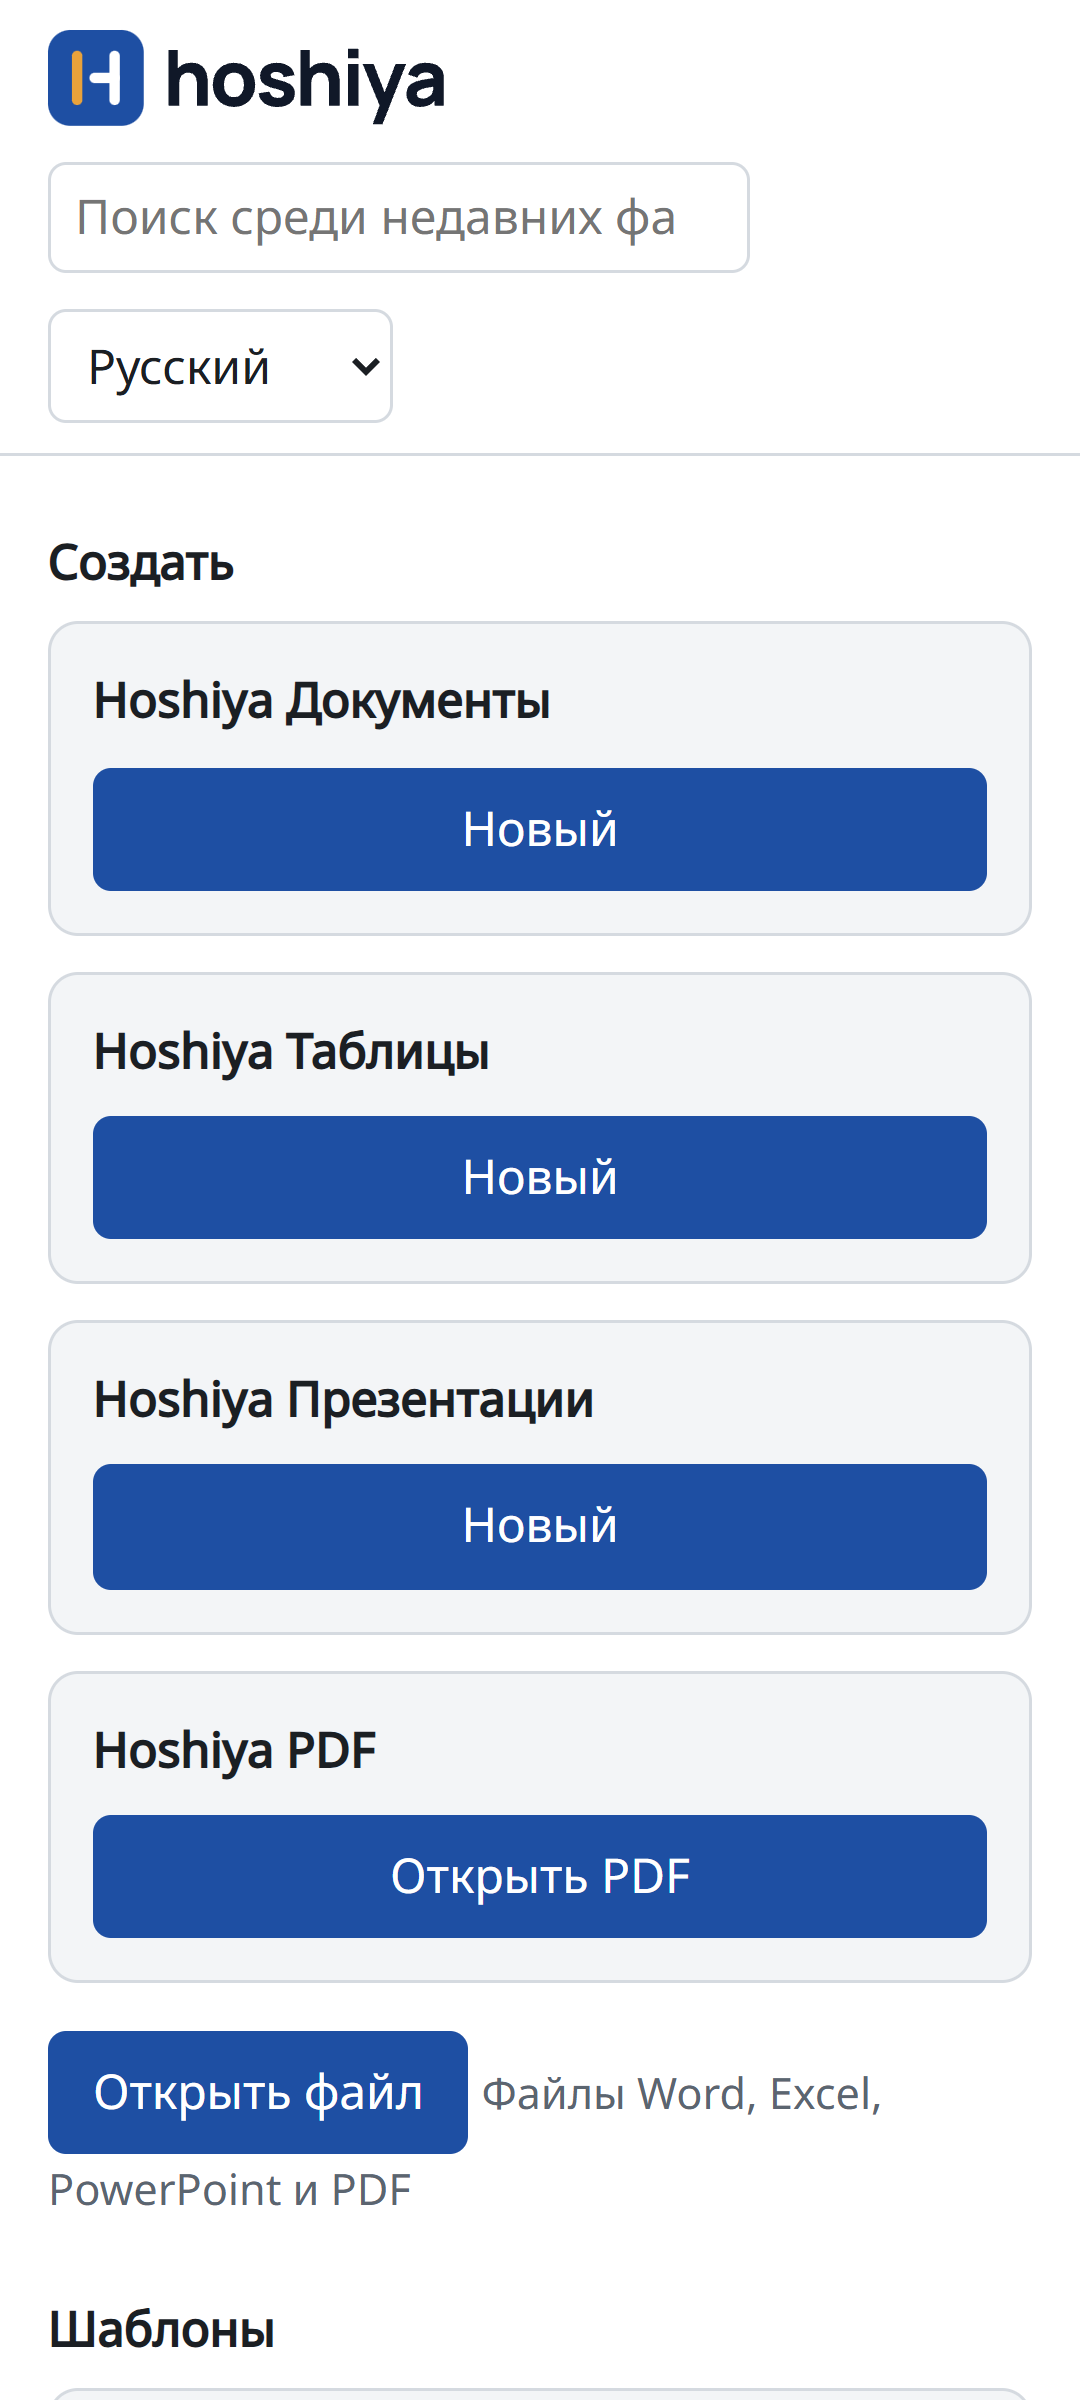 hoshiya
Поиск среди недавних фа
Русский
Создать
Hoshiya Документы
Новый
Hoshiya Таблицы
Новый
Hoshiya Презентации
Новый
Hoshiya PDF
Открыть PDF
Открыть файл Файлы Word, Excel,
PowerPoint и PDF
Шаблоны